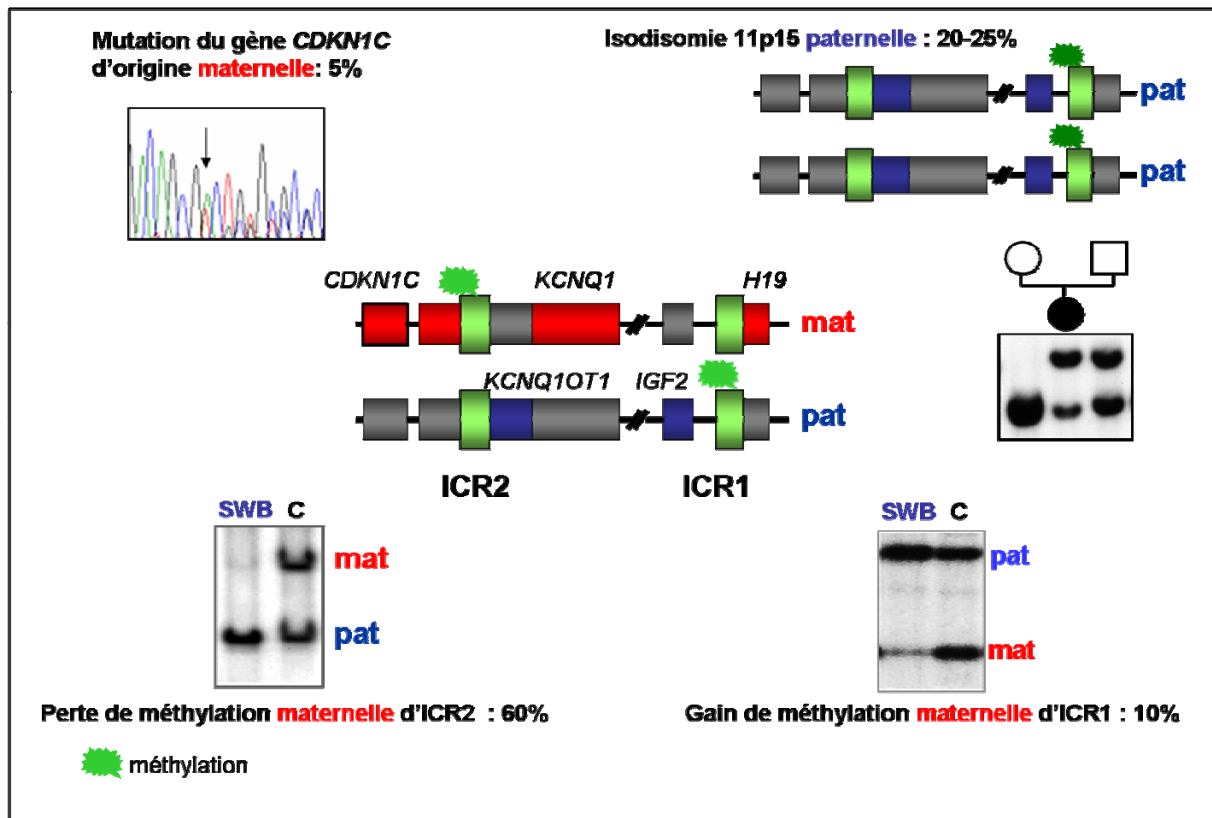 Mutation du gène CDKN1C
d'origine maternelle: 5%
Isodisomie 11p15 paternelle : 20-25%
pat
pat
CDKN1C
KCNQ1
H19
mat
KCNQ1OT1
IGF2
pat
ICR2
ICR1
SWB C
mat
pat
SWB C
pat
mat
Perte de méthylation maternelle d'ICR2 : 60%
Gain de méthylation maternelle d'ICR1 : 10%
méthylation